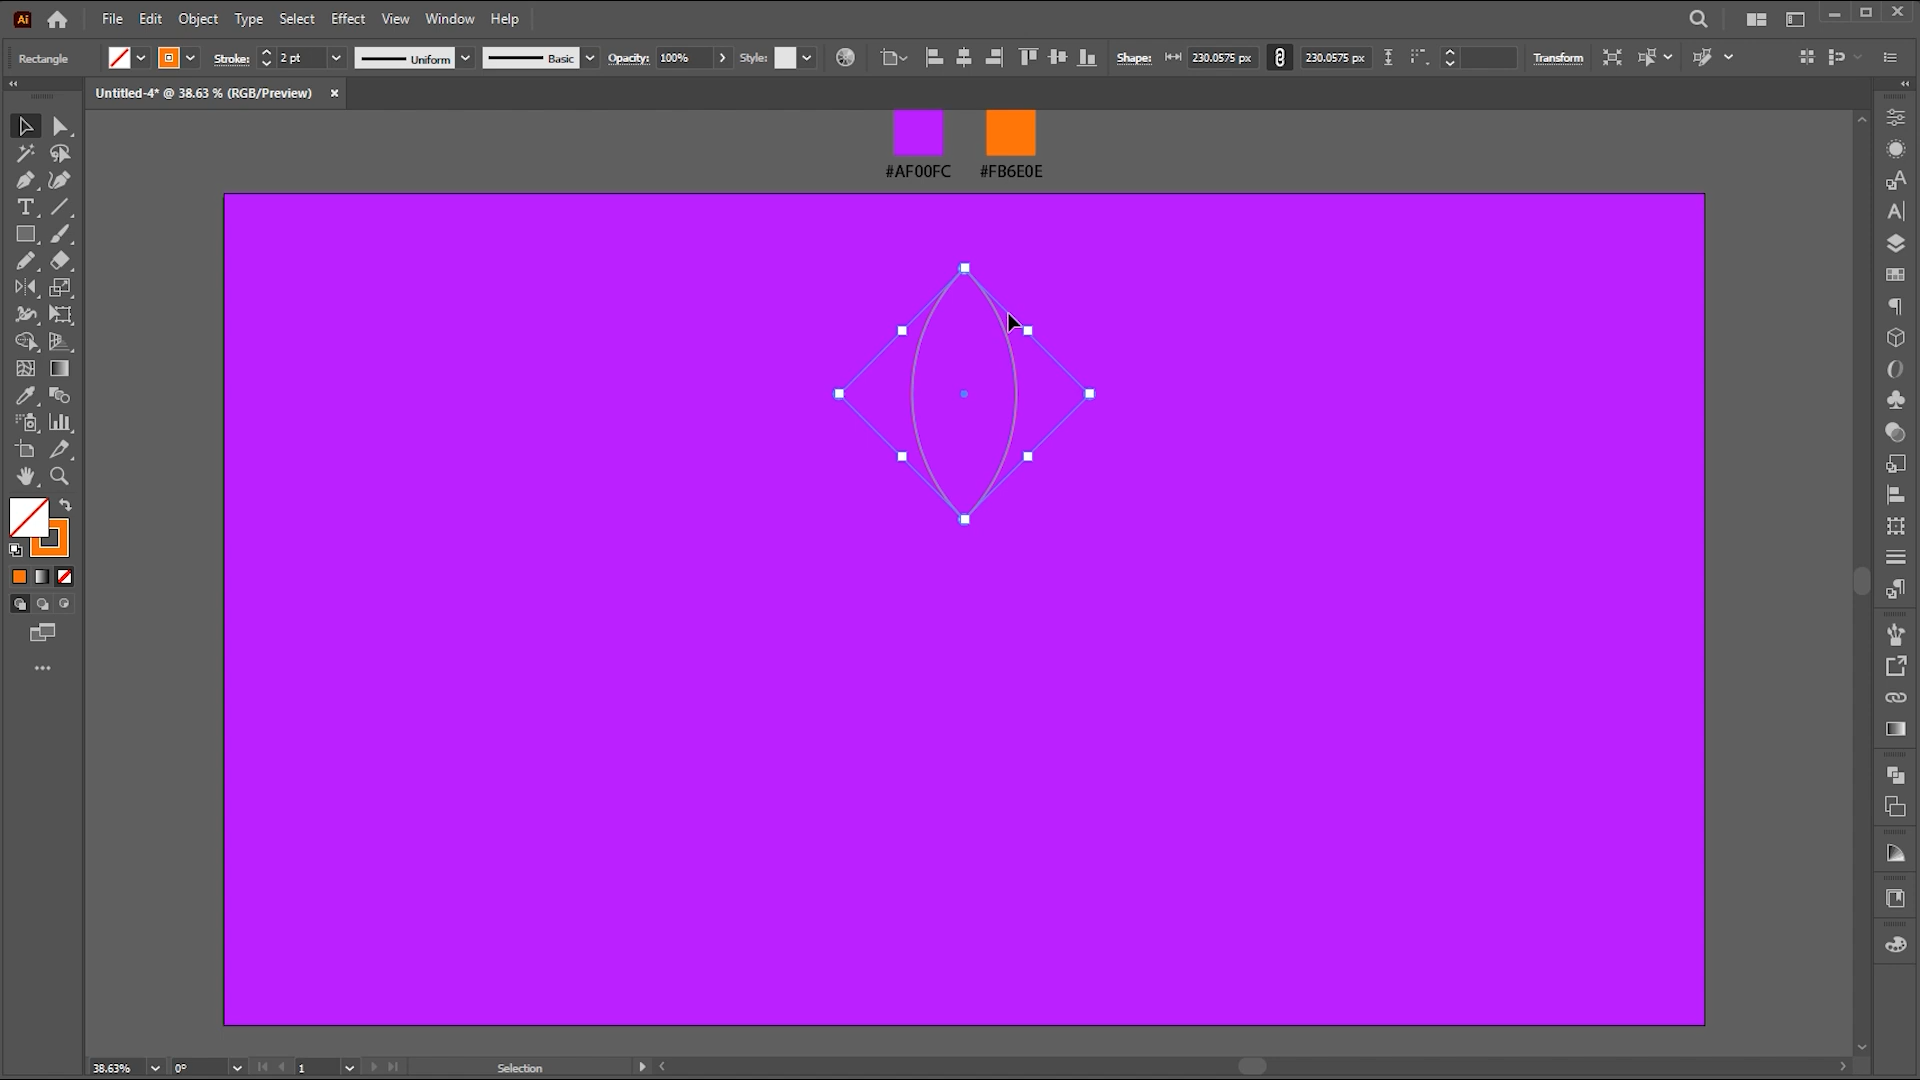 Ai File Edit Object Type Select Effect View Window Help
Rectangle Stroke: 2 pt Uniform Basic Opacity: 100% Style: Shape: 230.0575 px 230.0575 px Transform
Untitled-4* @ 38.63 % (RGB/Preview) ×
#AF00FC #FB6E0E
38.63% 0° 1 Selection